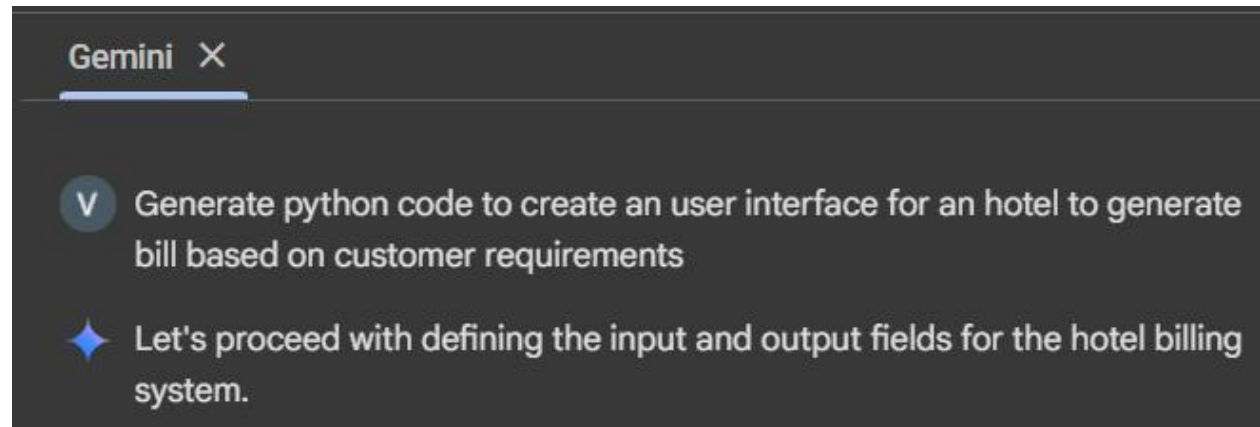 Gemini ×
V Generate python code to create an user interface for an hotel to generate
bill based on customer requirements
Let's proceed with defining the input and output fields for the hotel billing
system.